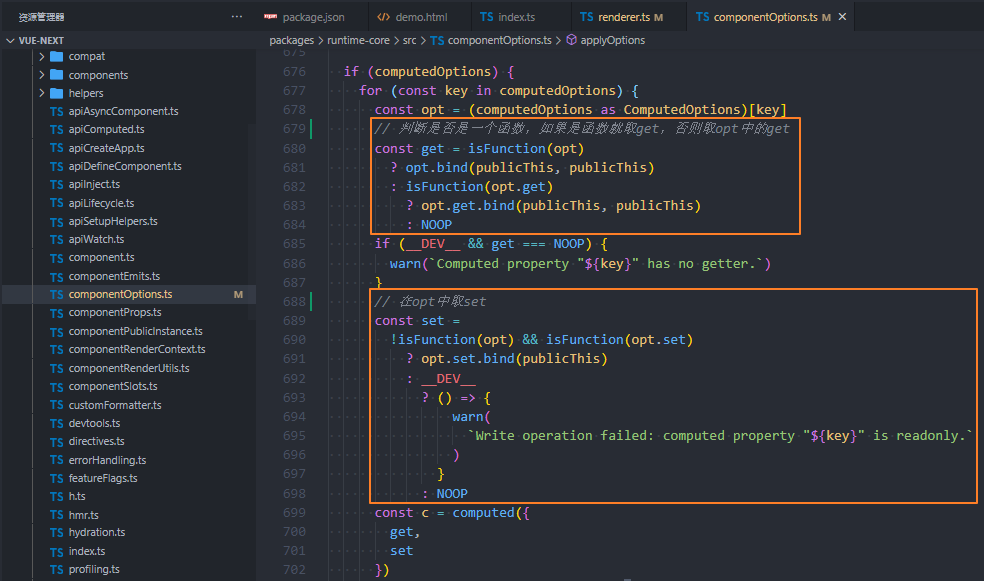 资源管理器
···
package.json
demo.html
TS index.ts
TS renderer.ts M
TS componentOptions.ts M ×
VUE-NEXT
packages > runtime-core > src > TS componentOptions.ts > applyOptions
compat
components
helpers
TS apiAsyncComponent.ts
TS apiComputed.ts
TS apiCreateApp.ts
TS apiDefineComponent.ts
TS apiInject.ts
TS apiLifecycle.ts
TS apiSetupHelpers.ts
TS apiWatch.ts
TS component.ts
TS componentEmits.ts
TS componentOptions.ts M
TS componentProps.ts
TS componentPublicInstance.ts
TS componentRenderContext.ts
TS componentRenderUtils.ts
TS componentSlots.ts
TS customFormatter.ts
TS devtools.ts
TS directives.ts
TS errorHandling.ts
TS featureFlags.ts
TS h.ts
TS hmr.ts
TS hydration.ts
TS index.ts
TS profiling.ts
675
676 if (computedOptions) {
677 for (const key in computedOptions) {
678 const opt = (computedOptions as ComputedOptions)[key]
679 // 判断是否是一个函数，如果是函数就取get，否则取opt中的get
680 const get = isFunction(opt)
681 ? opt.bind(publicThis, publicThis)
682 : isFunction(opt.get)
683 ? opt.get.bind(publicThis, publicThis)
684 : NOOP
685 if (__DEV__ && get === NOOP) {
686 warn(`Computed property "${key}" has no getter.`)
687 }
688 // 在opt中取set
689 const set =
690 !isFunction(opt) && isFunction(opt.set)
691 ? opt.set.bind(publicThis)
692 : __DEV__
693 ? () => {
694 warn(
695 `Write operation failed: computed property "${key}" is readonly.`
696 )
697 }
698 : NOOP
699 const c = computed({
700 get,
701 set
702 })